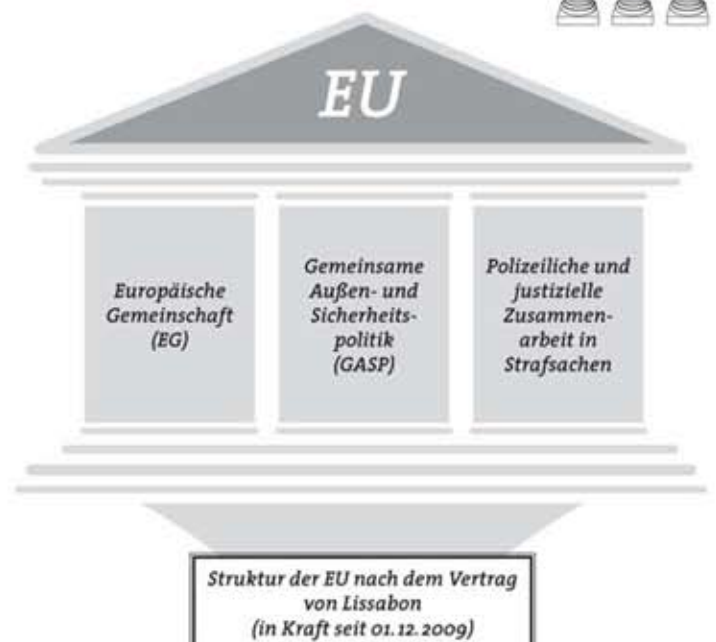 EU
Europäische
Gemeinschaft
(EG)
Gemeinsame
Außen- und
Sicherheits-
politik
(GASP)
Polizeiliche und
justizielle
Zusammen-
arbeit in
Strafsachen
Struktur der EU nach dem Vertrag
von Lissabon
(in Kraft seit 01.12.2009)